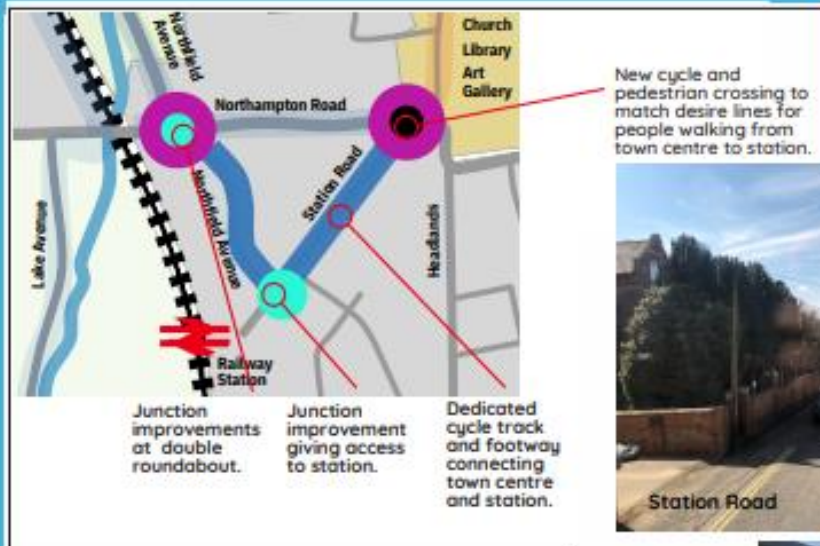 Northfield
Avenue
Church
Library
Art
Gallery
Northampton Road
New cycle and
pedestrian crossing to
match desire lines for
people walking from
town centre to station.
Station Road
Northfield Avenue
Lake Avenue
Headlands
Railway
Station
Junction
improvements
at double
roundabout.
Junction
improvement
giving access
to station.
Dedicated
cycle track
and footway
connecting
town centre
and station.
Station Road